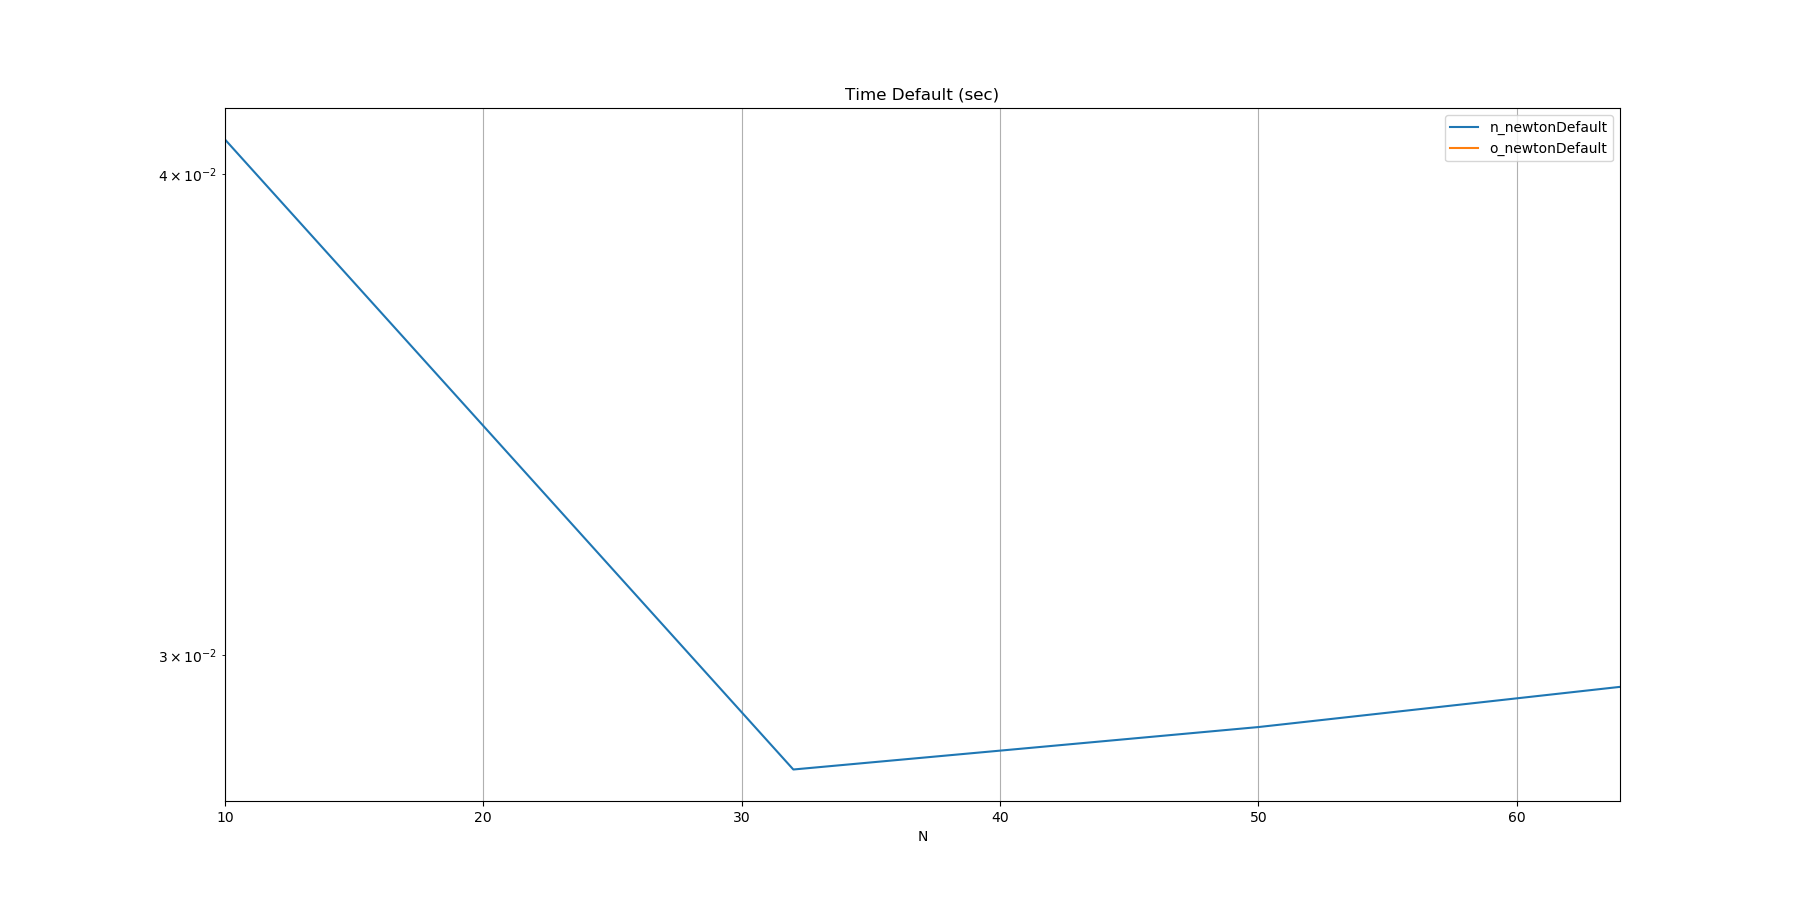 Time Default (sec)
n_newtonDefault
o_newtonDefault
4 × 10⁻²
3 × 10⁻²
10 20 30 40 50 60
N